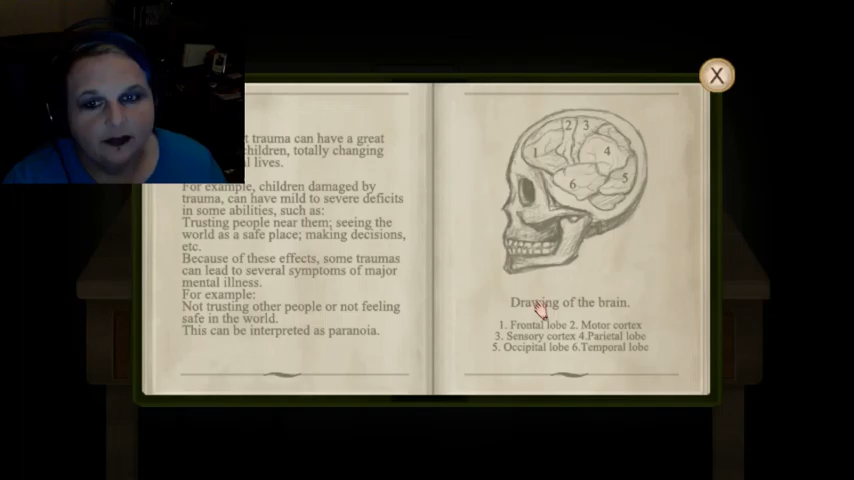 t trauma can have a great
children, totally changing
l lives.
For example, children damaged by
trauma, can have mild to severe deficits
in some abilities, such as:
Trusting people near them; seeing the
world as a safe place; making decisions,
etc.
Because of these effects, some traumas
can lead to several symptoms of major
mental illness.
For example;
Not trusting other people or not feeling
safe in the world.
This can be interpreted as paranoia.
X
1
2
3
4
5
6
Drawing of the brain.
1. Frontal lobe 2. Motor cortex
3. Sensory cortex 4.Parietal lobe
5. Occipital lobe 6.Temporal lobe